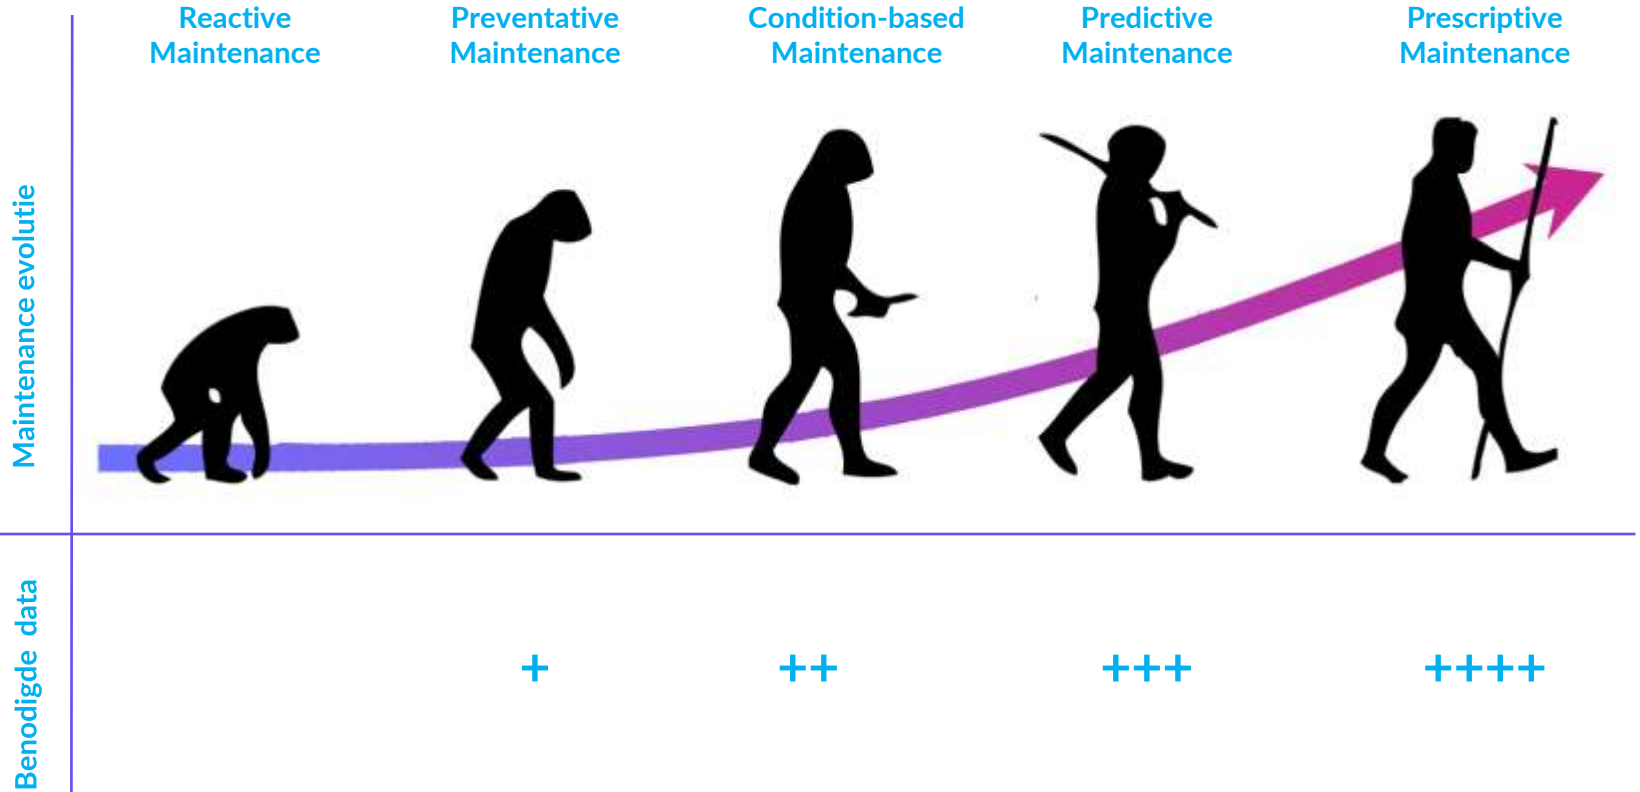 Reactive
Maintenance
Preventative
Maintenance
Condition-based
Maintenance
Predictive
Maintenance
Prescriptive
Maintenance
Maintenance evolutie
Benodigde data
+
++
+++
++++